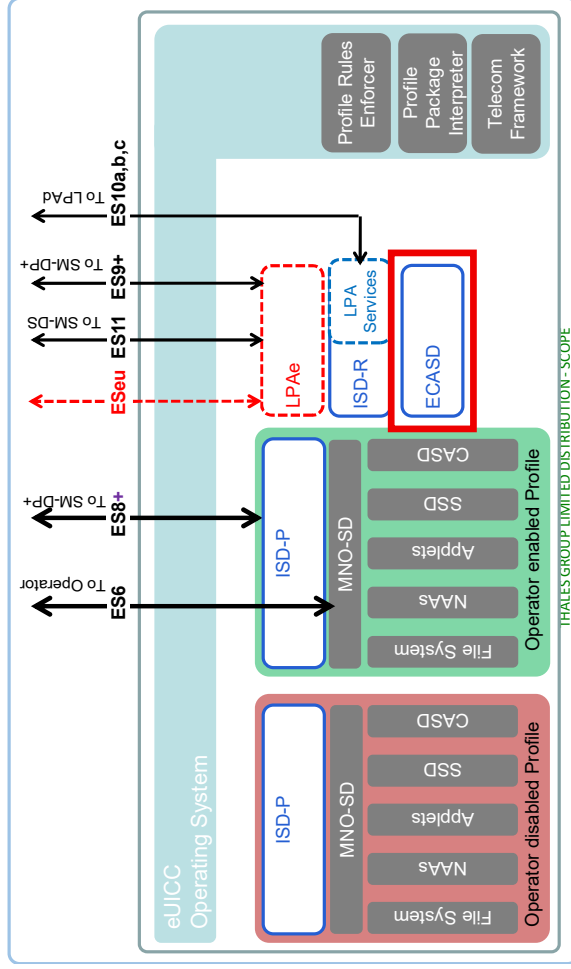 To Operator
To SM-DP+
To SM-DS
To SM-DP+
To LPAd
ES6
ES8+
ESeu
ES11
ES9+
ES10a,b,c
eUICC
Operating System
ISD-P
MNO-SD
File System
NAAs
Applets
SSD
CASD
Operator disabled Profile
ISD-P
MNO-SD
File System
NAAs
Applets
SSD
CASD
Operator enabled Profile
LPAe
ISD-R
LPA
Services
ECASD
Profile Rules
Enforcer
Profile
Package
Interpreter
Telecom
Framework
THALES GROUP LIMITED DISTRIBUTION - SCOPE